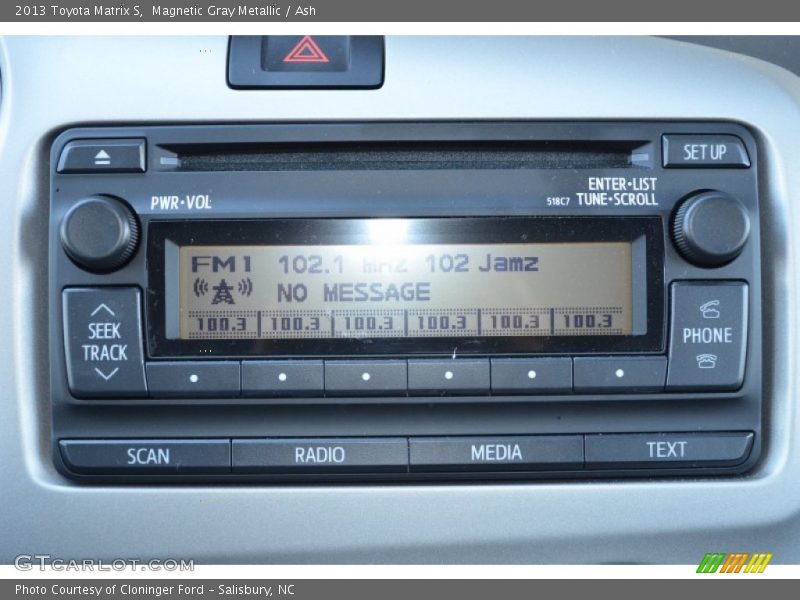 2013 Toyota Matrix S,  Magnetic Gray Metallic / Ash
SET UP
PWR•VOL
ENTER•LIST
518C7 TUNE•SCROLL
FM1 102.1 mHz 102 Jamz
NO MESSAGE
100.3 100.3 100.3 100.3 100.3 100.3
SEEK
TRACK
PHONE
SCAN RADIO MEDIA TEXT
GTcarlot.com
Photo Courtesy of Cloninger Ford – Salisbury, NC